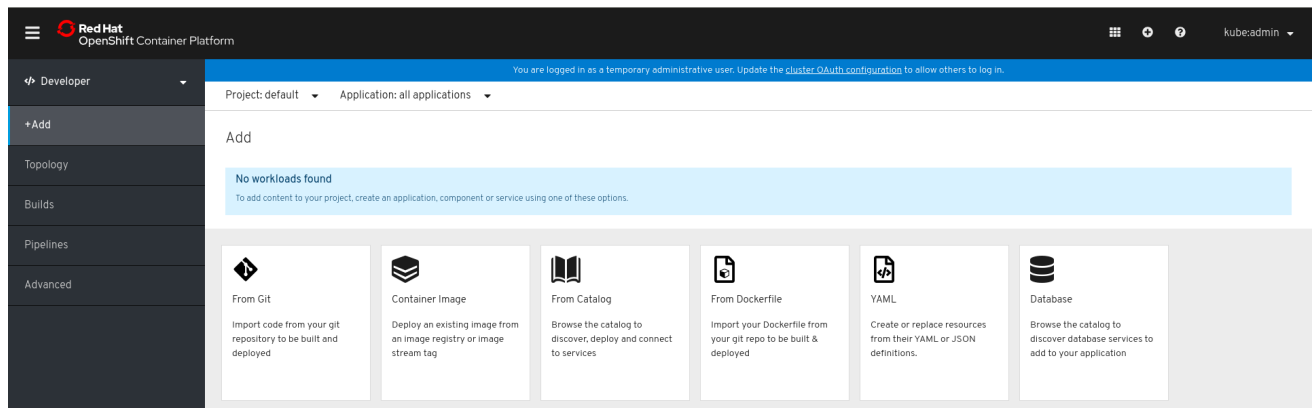 Red Hat
OpenShift Container Platform
kube:admin
Developer
You are logged in as a temporary administrative user. Update the cluster OAuth configuration to allow others to log in.
Project: default
Application: all applications
+Add
Topology
Builds
Pipelines
Advanced
Add
No workloads found
To add content to your project, create an application, component or service using one of these options.
From Git
Import code from your git
repository to be built and
deployed
Container Image
Deploy an existing image from
an image registry or image
stream tag
From Catalog
Browse the catalog to
discover, deploy and connect
to services
From Dockerfile
Import your Dockerfile from
your git repo to be built &
deployed
YAML
Create or replace resources
from their YAML or JSON
definitions.
Database
Browse the catalog to
discover database services to
add to your application